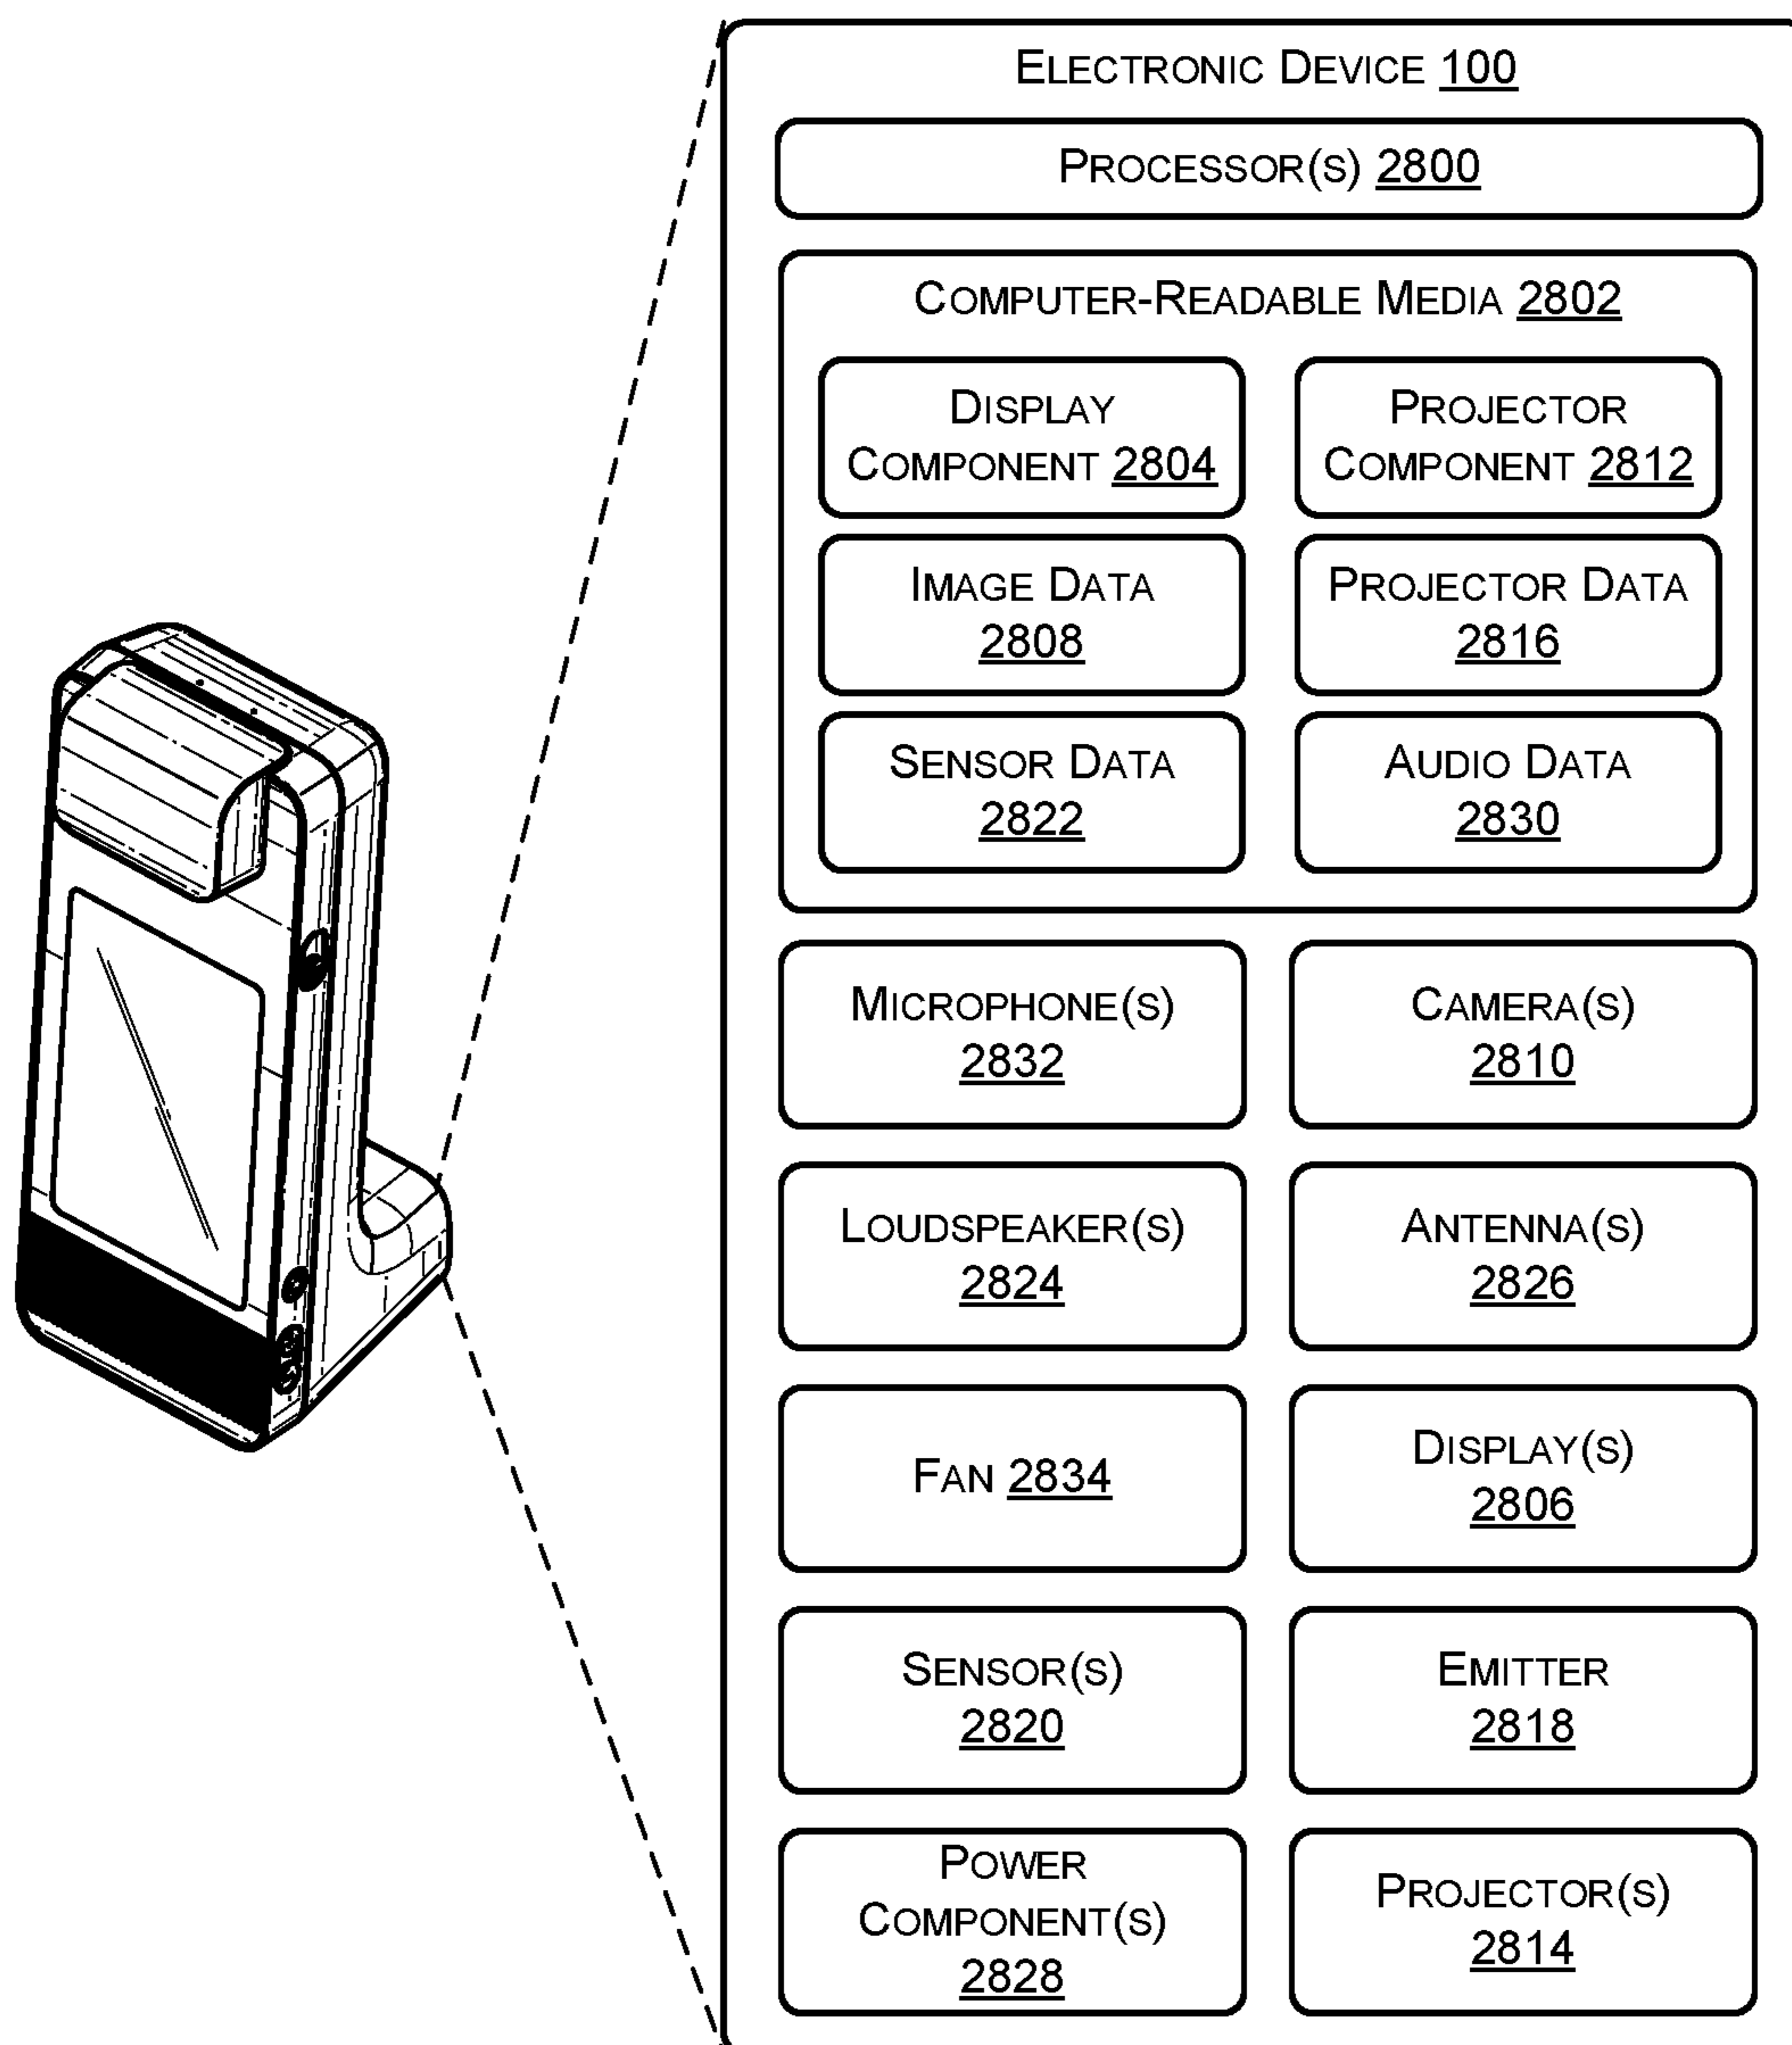 ELECTRONIC DEVICE 100
PROCESSOR(S) 2800
COMPUTER-READABLE MEDIA 2802
DISPLAY
COMPONENT 2804
PROJECTOR
COMPONENT 2812
IMAGE DATA
2808
PROJECTOR DATA
2816
SENSOR DATA
2822
AUDIO DATA
2830
MICROPHONE(S)
2832
CAMERA(S)
2810
LOUDSPEAKER(S)
2824
ANTENNA(S)
2826
FAN 2834
DISPLAY(S)
2806
SENSOR(S)
2820
EMITTER
2818
POWER
COMPONENT(S)
2828
PROJECTOR(S)
2814